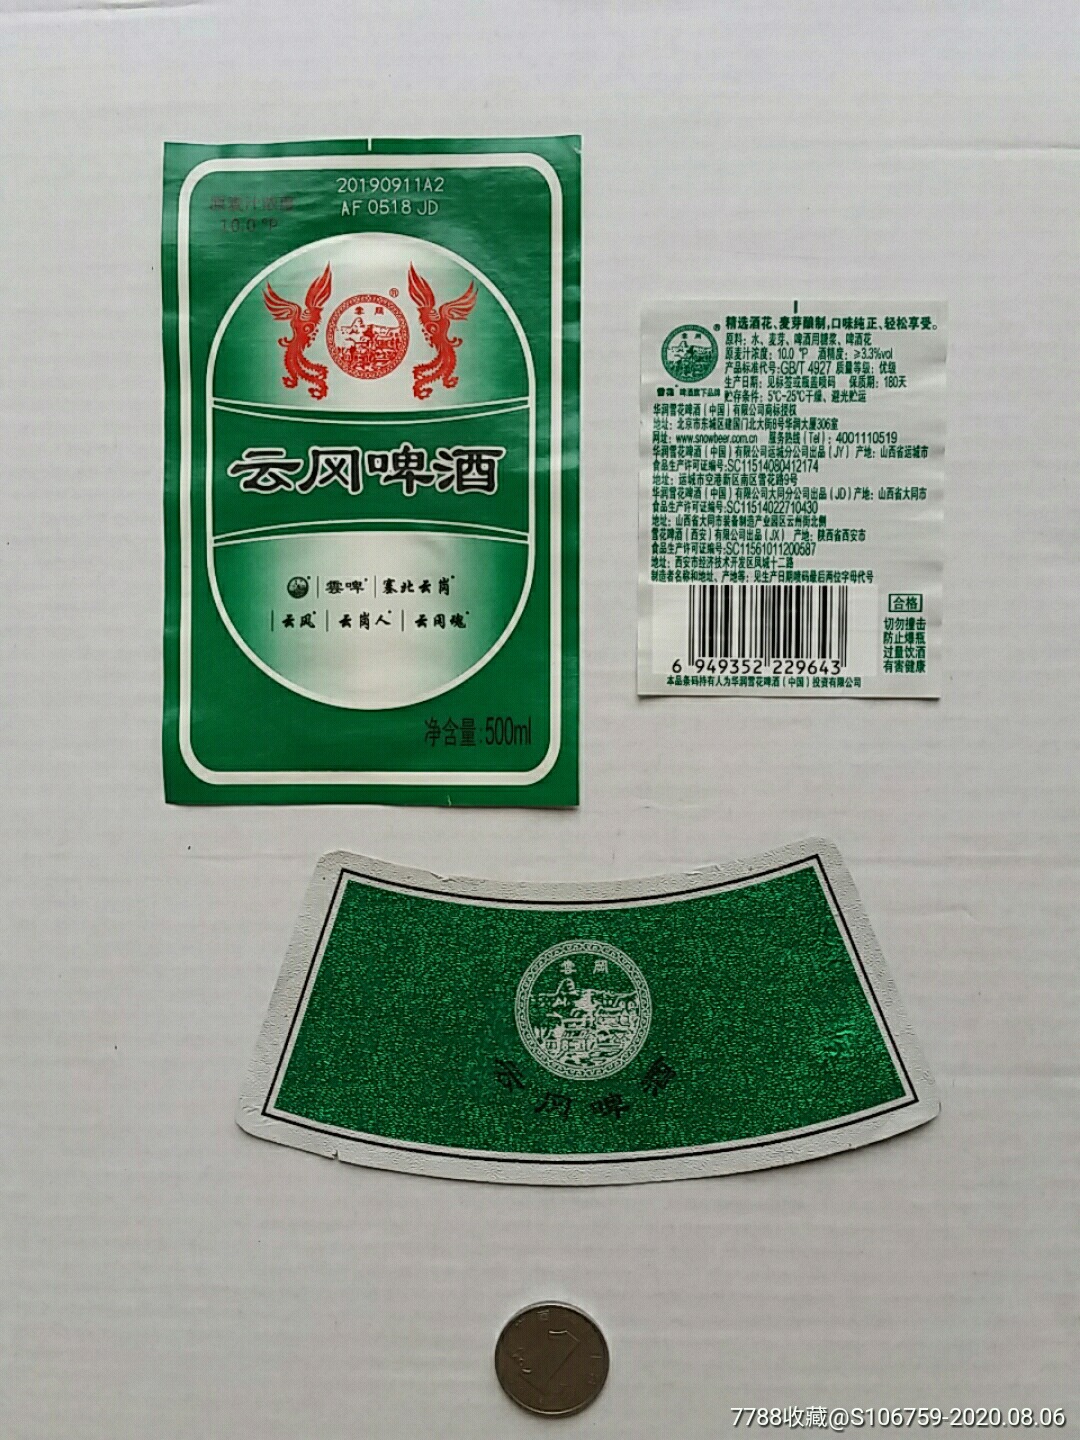 20191911A2
AF 0518 JD
原麦汁浓度
10.0 °P
雲岡
®
云冈啤酒
雲啤 塞北云岗
云风 云岗人 云冈魂
净含量:500ml
雲岡
®
雪花 啤酒旗下品牌
精选酒花、麦芽酿制,口味纯正、轻松享受。
原料：水、麦芽、啤酒用糖浆、啤酒花
原麦汁浓度：10.0 °P 酒精度：≥3.3%vol
产品标准代号:GB/T 4927 质量等级：优级
生产日期：见标签或瓶盖喷码 保质期：180天
贮存条件：5℃-25℃干燥、避光贮运
华润雪花啤酒（中国）有限公司商标授权
地址：北京市东城区建国门北大街8号华润大厦306室
网址：www.snowbeer.com.cn 服务热线（Tel）：4001110519
华润雪花啤酒（中国）有限公司运城分公司出品（JY）产地：山西省运城市
食品生产许可证编号:SC11514080412174
地址：运城市空港新区南区雪花路9号
华润雪花啤酒（中国）有限公司大同分公司出品（JD）产地：山西省大同市
食品生产许可证编号:SC11514022710430
地址：山西省大同市装备制造产业园区云州街北侧
雪花啤酒（西安）有限公司出品（JX） 产地：陕西省西安市
食品生产许可证编号:SC11561011200587
地址：西安市经济技术开发区凤城十二路
制造者名称和地址、产地等：见生产日期喷码最后两位字母代号
6 949352 229643
本品条码持有人为华润雪花啤酒（中国）投资有限公司
合格
切勿撞击
防止爆瓶
过量饮酒
有害健康
雲岡
云冈啤酒
1
7788收藏@S106759-2020.08.06